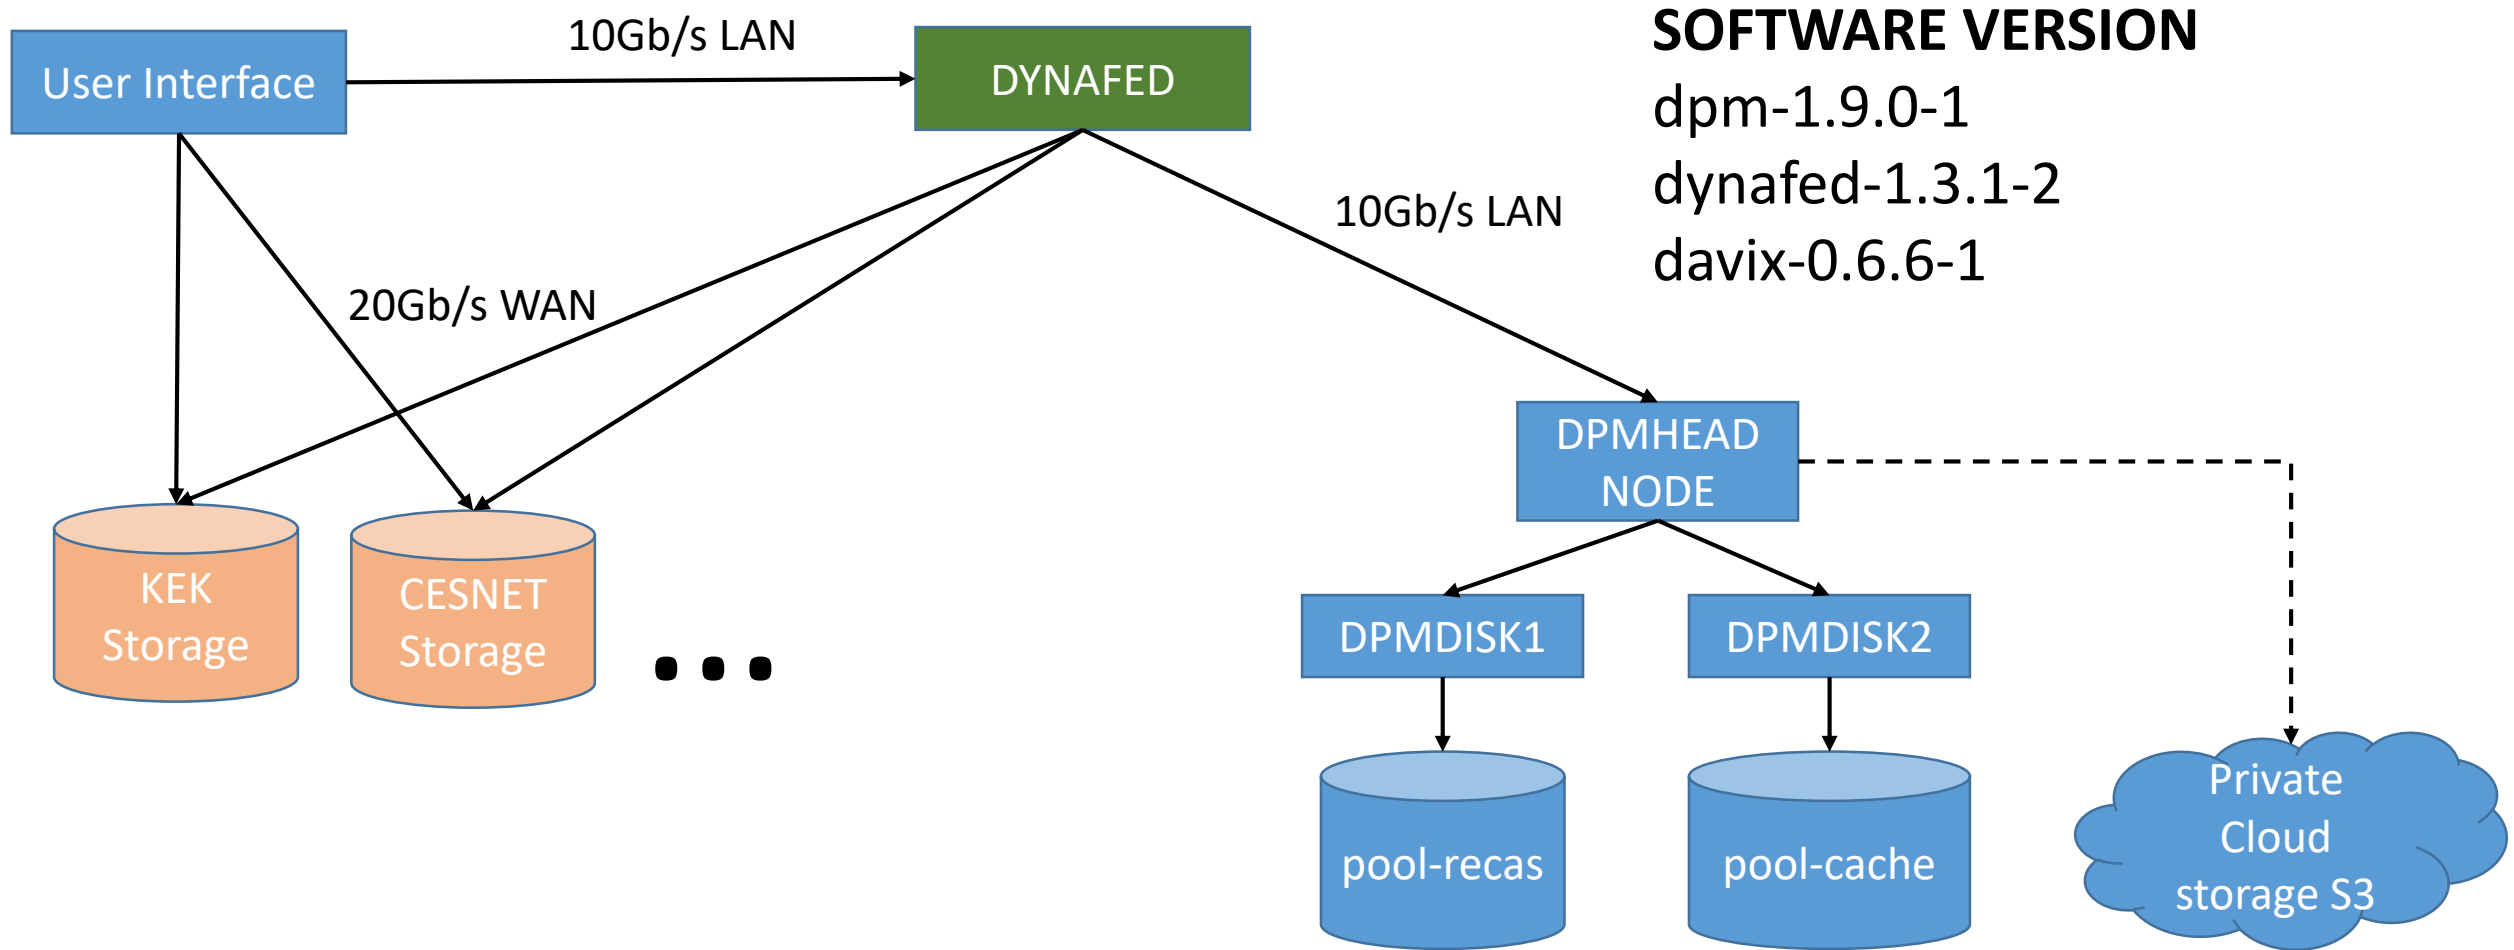 10Gb/s LAN
User Interface
DYNAFED
SOFTWARE VERSION
dpm-1.9.0-1
dynafed-1.3.1-2
davix-0.6.6-1
10Gb/s LAN
20Gb/s WAN
DPMHEAD
NODE
KEK
Storage
CESNET
Storage
...
DPMDISK1
DPMDISK2
pool-recas
pool-cache
Private
Cloud
storage S3